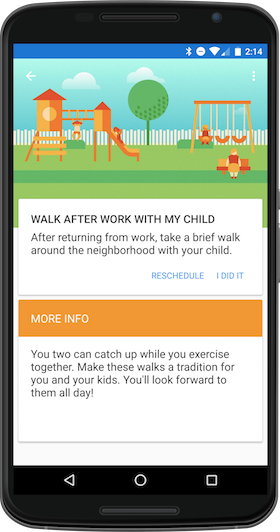 2:14
WALK AFTER WORK WITH MY CHILD
After returning from work, take a brief walk
around the neighborhood with your child.
RESCHEDULE I DID IT
MORE INFO
You two can catch up while you exercise
together. Make these walks a tradition for
you and your kids. You'll look forward to
them all day!